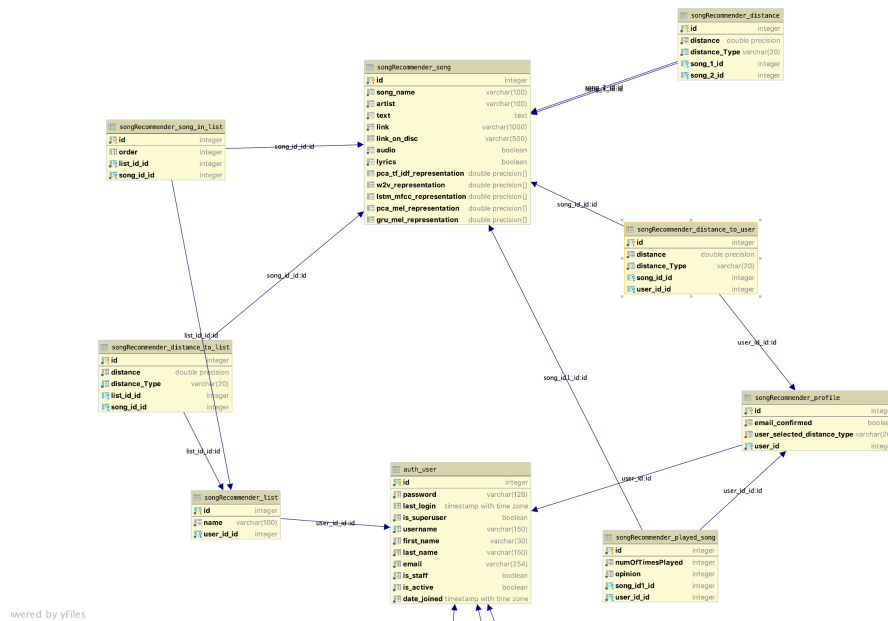 songRecommender_distance
id integer
distance double precision
distance_Type varchar(20)
song_1_id integer
song_2_id integer
songRecommender_song
id integer
song_name varchar(100)
artist varchar(100)
text text
link varchar(1000)
link_on_disc varchar(500)
audio boolean
lyrics boolean
pca_tf_idf_representation double precision[]
w2v_representation double precision[]
lstm_mfcc_representation double precision[]
pca_mel_representation double precision[]
gru_mel_representation double precision[]
songRecommender_song_in_list
id integer
order integer
list_id_id integer
song_id_id integer
song_id_id:id
song_id_id:id
songRecommender_distance_to_user
id integer
distance double precision
distance_Type varchar(20)
song_id_id integer
user_id_id integer
song_id_id:id
list_id_id:id
songRecommender_distance_to_list
id integer
distance double precision
distance_Type varchar(20)
list_id_id integer
song_id_id integer
user_id_id:id
song_id1_id:id
songRecommender_profile
id
email_confirmed
user_selected_distance_type
user_id
list_id_id:id
auth_user
id integer
password varchar(128)
last_login timestamp with time zone
is_superuser boolean
username varchar(150)
first_name varchar(30)
last_name varchar(150)
email varchar(254)
is_staff boolean
is_active boolean
date_joined timestamp with time zone
user_id:id
user_id_id:id
songRecommender_list
id integer
name varchar(100)
user_id_id integer
user_id_id:id
songRecommender_played_song
id integer
numOfTimesPlayed integer
opinion integer
song_id1_id integer
user_id_id integer
wered by yFiles